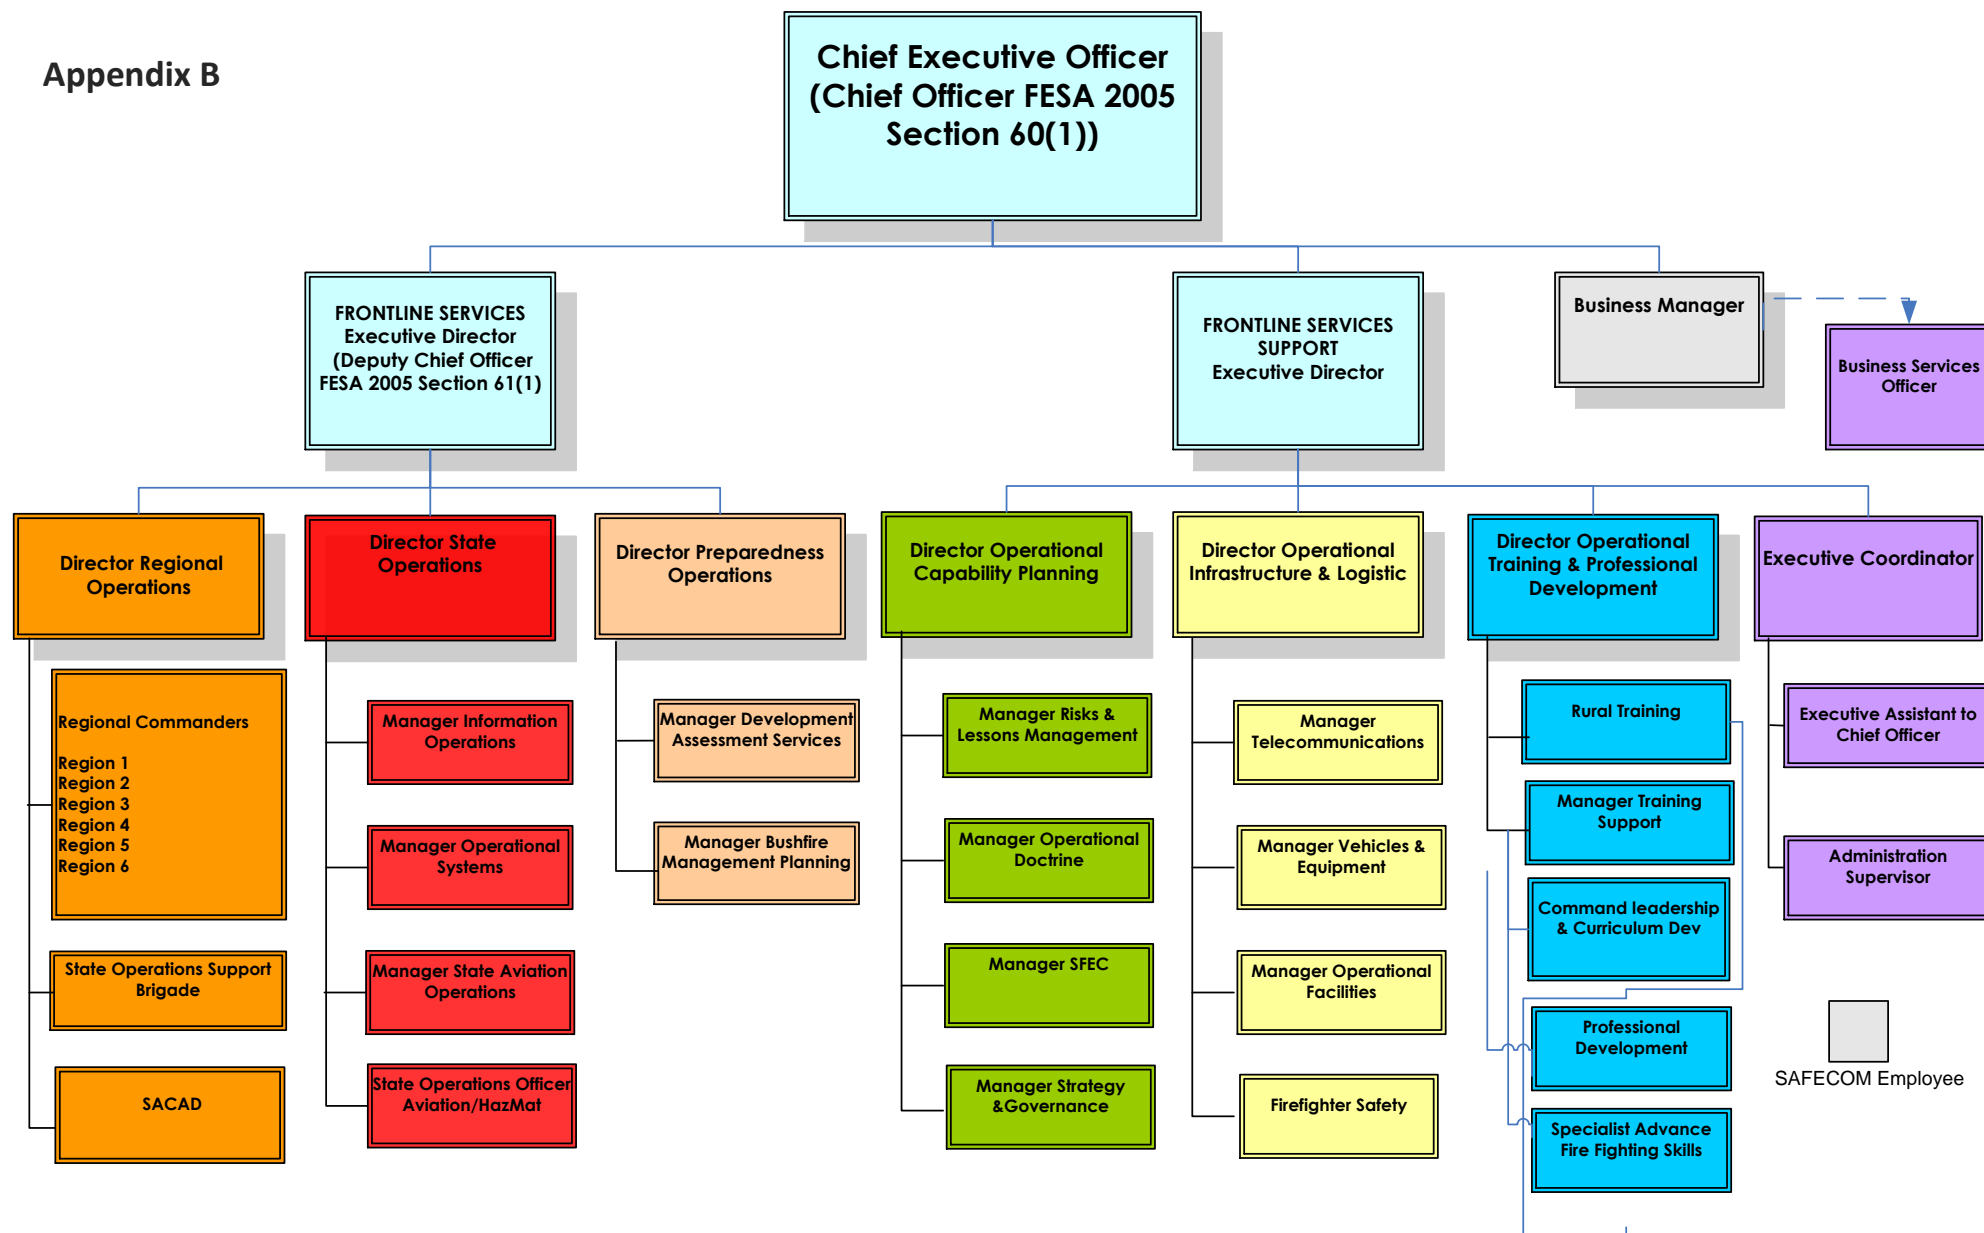 Appendix B
Chief Executive Officer
(Chief Officer FESA 2005
Section 60(1))
FRONTLINE SERVICES
Executive Director
(Deputy Chief Officer
FESA 2005 Section 61(1)
FRONTLINE SERVICES
SUPPORT
Executive Director
Business Manager
Business Services
Officer
Director Regional
Operations
Director State
Operations
Director Preparedness
Operations
Director Operational
Capability Planning
Director Operational
Infrastructure & Logistic
Director Operational
Training & Professional
Development
Executive Coordinator
Regional Commanders
Region 1
Region 2
Region 3
Region 4
Region 5
Region 6
State Operations Support
Brigade
SACAD
Manager Information
Operations
Manager Operational
Systems
Manager State Aviation
Operations
State Operations Officer
Aviation/HazMat
Manager Development
Assessment Services
Manager Bushfire
Management Planning
Manager Risks &
Lessons Management
Manager Operational
Doctrine
Manager SFEC
Manager Strategy
&Governance
Manager
Telecommunications
Manager Vehicles &
Equipment
Manager Operational
Facilities
Firefighter Safety
Rural Training
Manager Training
Support
Command leadership
& Curriculum Dev
Professional
Development
Specialist Advance
Fire Fighting Skills
Executive Assistant to
Chief Officer
Administration
Supervisor
SAFECOM Employee